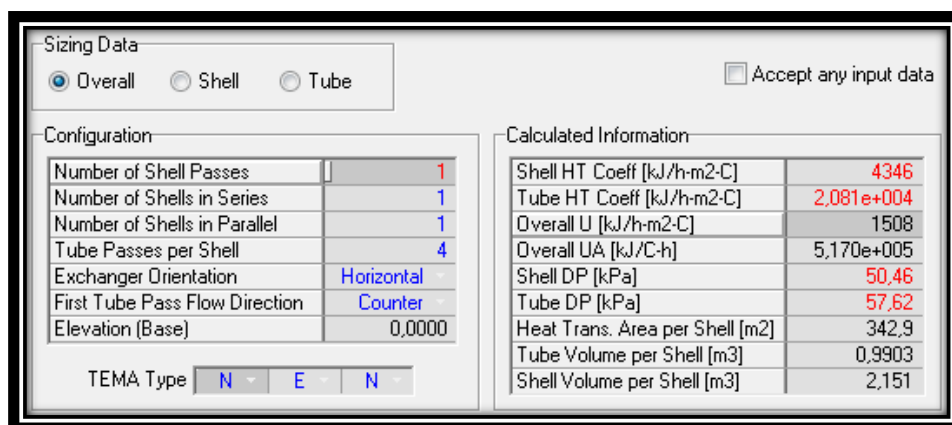 Sizing Data
Overall Shell Tube
Accept any input data
Configuration
Number of Shell Passes 1
Number of Shells in Series 1
Number of Shells in Parallel 1
Tube Passes per Shell 4
Exchanger Orientation Horizontal
First Tube Pass Flow Direction Counter
Elevation (Base) 0,0000
TEMA Type N E N
Calculated Information
Shell HT Coeff [kJ/h-m2-C] 4346
Tube HT Coeff [kJ/h-m2-C] 2,081e+004
Overall U [kJ/h-m2-C] 1508
Overall UA [kJ/C-h] 5,170e+005
Shell DP [kPa] 50,46
Tube DP [kPa] 57,62
Heat Trans. Area per Shell [m2] 342,9
Tube Volume per Shell [m3] 0,9903
Shell Volume per Shell [m3] 2,151